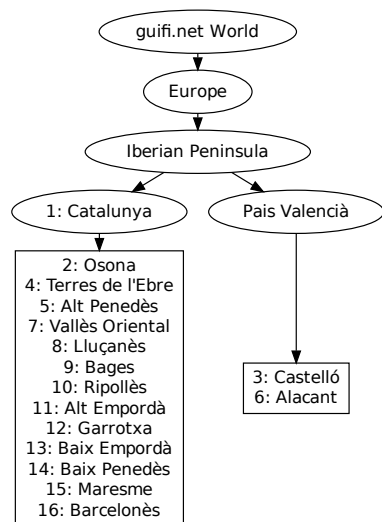 guifi.net World
Europe
Iberian Peninsula
1: Catalunya
Pais Valencià
2: Osona
4: Terres de l'Ebre
5: Alt Penedès
7: Vallès Oriental
8: Lluçanès
9: Bages
10: Ripollès
11: Alt Empordà
12: Garrotxa
13: Baix Empordà
14: Baix Penedès
15: Maresme
16: Barcelonès
3: Castelló
6: Alacant